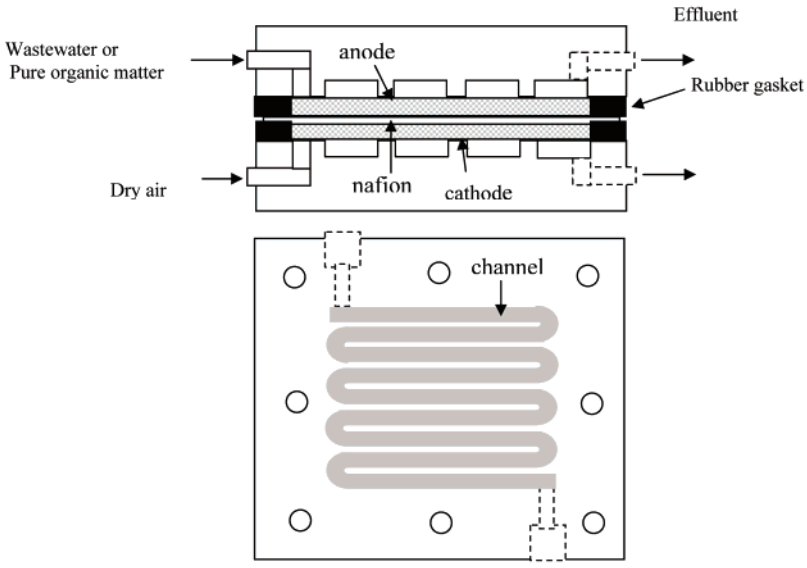 Effluent
Wastewater or
Pure organic matter
anode
Rubber gasket
Dry air
nafion
cathode
channel